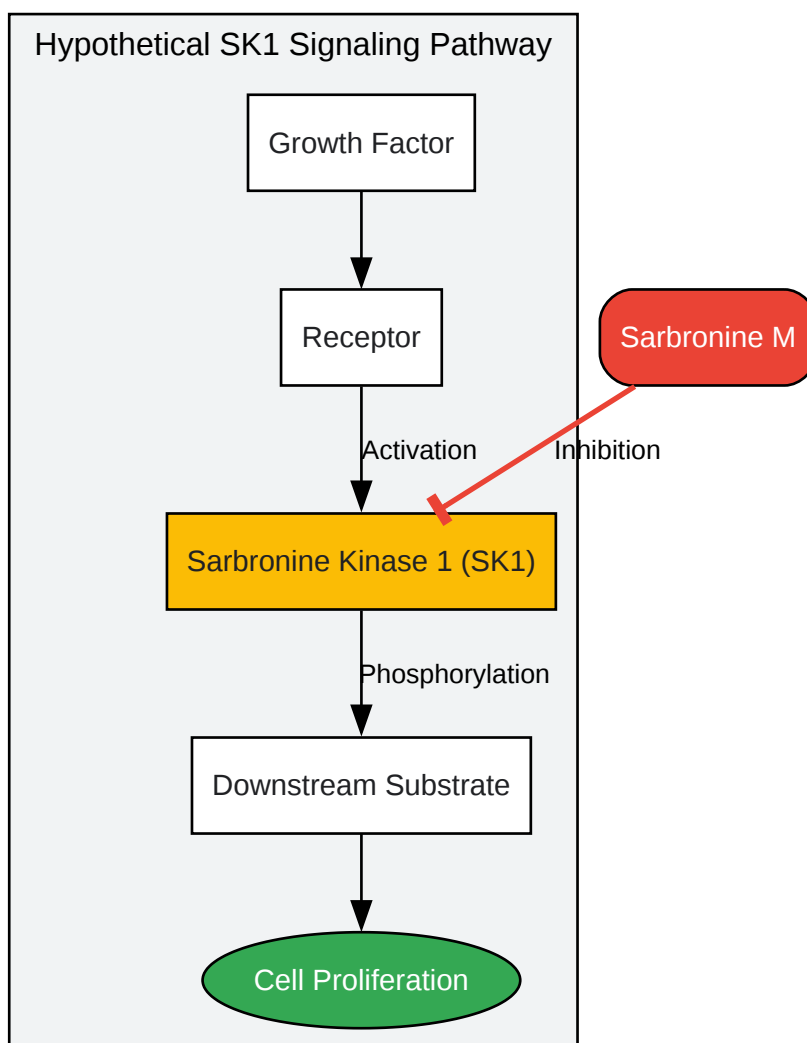 Hypothetical SK1 Signaling Pathway
Growth Factor
Receptor
Sarbronine M
Activation
Inhibition
Sarbronine Kinase 1 (SK1)
Phosphorylation
Downstream Substrate
Cell Proliferation